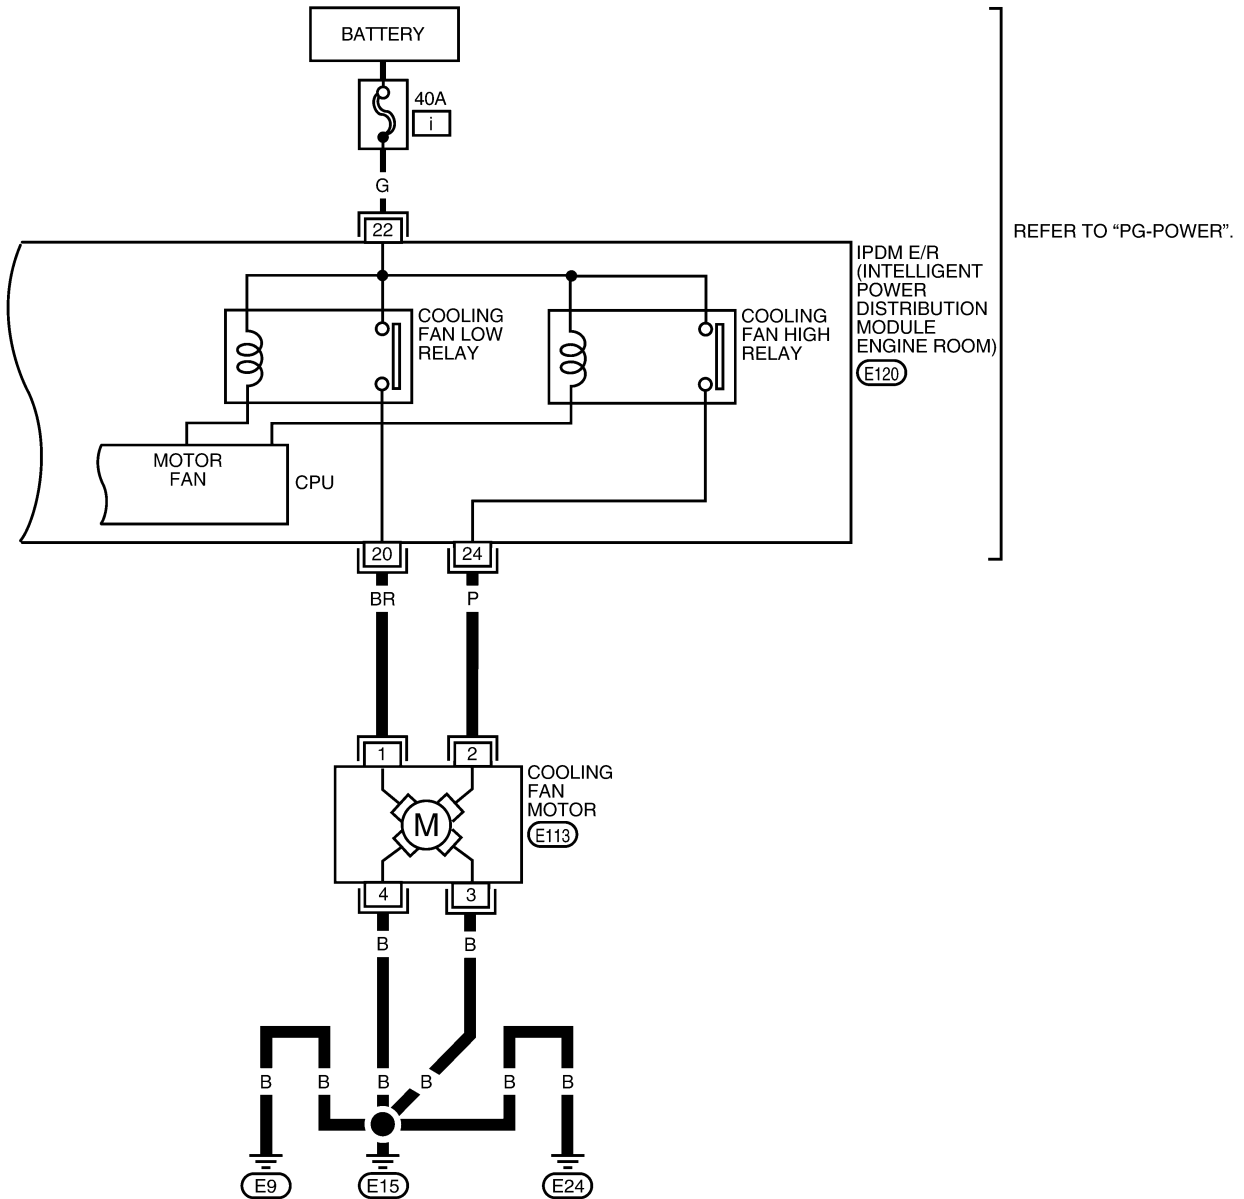 BATTERY
40A
i
G
22
REFER TO “PG-POWER”.
IPDM E/R
(INTELLIGENT
POWER
DISTRIBUTION
MODULE
ENGINE ROOM)
E120
COOLING
FAN LOW
RELAY
COOLING
FAN HIGH
RELAY
MOTOR
FAN
CPU
20
24
BR
P
1
2
COOLING
FAN
MOTOR
E113
M
4
3
B
B
B
B
B
B
B
B
E9
E15
E24